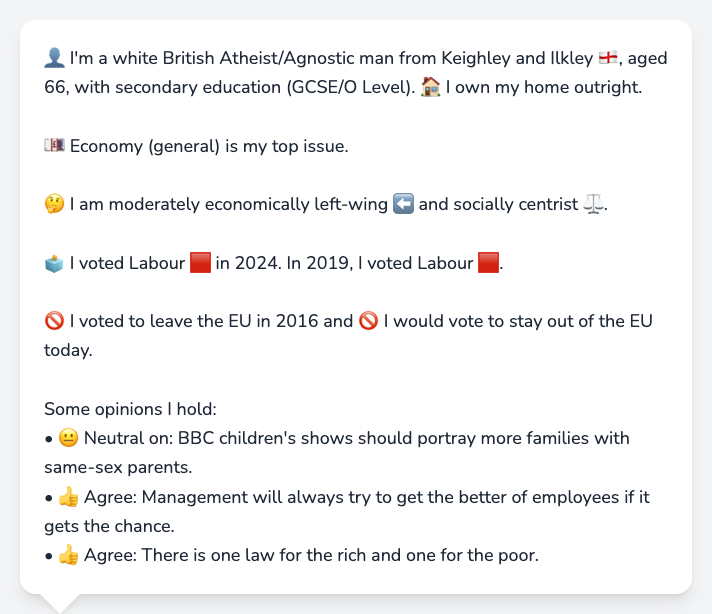 👤 I'm a white British Atheist/Agnostic man from Keighley and Ilkley 🏴󠁧󠁢󠁥󠁮󠁧󠁿, aged
66, with secondary education (GCSE/O Level). 🏠 I own my home outright.
💷 Economy (general) is my top issue.
🤔 I am moderately economically left-wing ⬅️ and socially centrist ⚖️.
🗳️ I voted Labour 🟥 in 2024. In 2019, I voted Labour 🟥.
🚫 I voted to leave the EU in 2016 and 🚫 I would vote to stay out of the EU
today.
Some opinions I hold:
• 😐 Neutral on: BBC children's shows should portray more families with
same-sex parents.
• 👍 Agree: Management will always try to get the better of employees if it
gets the chance.
• 👍 Agree: There is one law for the rich and one for the poor.